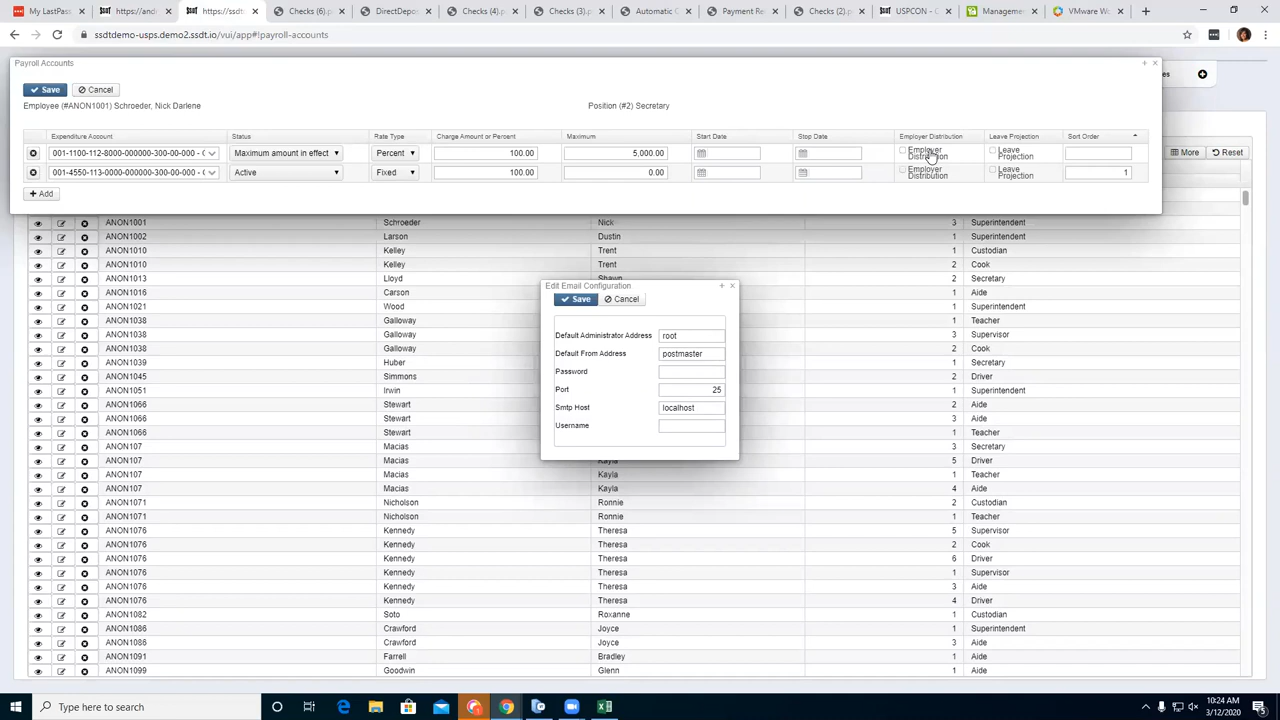 My LastPass
https://andr
https://ssdt
Checks (6).p
DirectDepos
Checks (4).p
Checks (3).p
Automatic C
Payment Re
Checks (2).p
USPCON - C
Management
VMware Wo
ssdtdemo-usps.demo2.ssdt.io/vui/app#!payroll-accounts
Payroll Accounts
Save Cancel
Employee (#ANON1001) Schroeder, Nick Darlene Position (#2) Secretary
Expenditure Account Status Rate Type Charge Amount or Percent Maximum Start Date Stop Date Employer Distribution Leave Projection Sort Order
001-1100-113-0000-000000-300-00-000 - ( Maximum amount in effect Percent 100.00 5,000.00 Employer Distribution Leave Projection
001-4550-113-0000-000000-300-00-000 - ( Active Fixed 100.00 0.00 Employer Distribution Leave Projection 1
Add
More Reset
ANON1001 Schroeder Nick 3 Superintendent
ANON1002 Larson Dustin 1 Superintendent
ANON1010 Kelley Trent 1 Custodian
ANON1010 Kelley Trent 2 Cook
ANON1013 Lloyd Shawn 2 Secretary
ANON1016 Carson 1 Aide
ANON1021 Wood 1 Superintendent
ANON1038 Galloway 1 Teacher
ANON1038 Galloway 3 Supervisor
ANON1038 Galloway 2 Cook
ANON1039 Huber 1 Secretary
ANON1045 Simmons 2 Driver
ANON1051 Irwin 1 Superintendent
ANON1066 Stewart 2 Aide
ANON1066 Stewart 3 Aide
ANON1066 Stewart 1 Teacher
ANON107 Macias 3 Secretary
ANON107 Macias Kayla 5 Driver
ANON107 Macias Kayla 1 Teacher
ANON107 Macias Kayla 4 Aide
ANON1071 Nicholson Ronnie 2 Custodian
ANON1071 Nicholson Ronnie 1 Teacher
ANON1076 Kennedy Theresa 5 Supervisor
ANON1076 Kennedy Theresa 2 Cook
ANON1076 Kennedy Theresa 6 Driver
ANON1076 Kennedy Theresa 1 Supervisor
ANON1076 Kennedy Theresa 3 Aide
ANON1076 Kennedy Theresa 4 Driver
ANON1082 Soto Roxanne 1 Custodian
ANON1086 Crawford Joyce 1 Superintendent
ANON1086 Crawford Joyce 3 Aide
ANON1091 Farrell Bradley 1 Aide
ANON1099 Goodwin Glenn 1 Aide
Edit Email Configuration
Save Cancel
Default Administrator Address root
Default From Address postmaster
Password
Port 25
Smtp Host localhost
Username
Type here to search
10:24 AM
3/12/2020
5